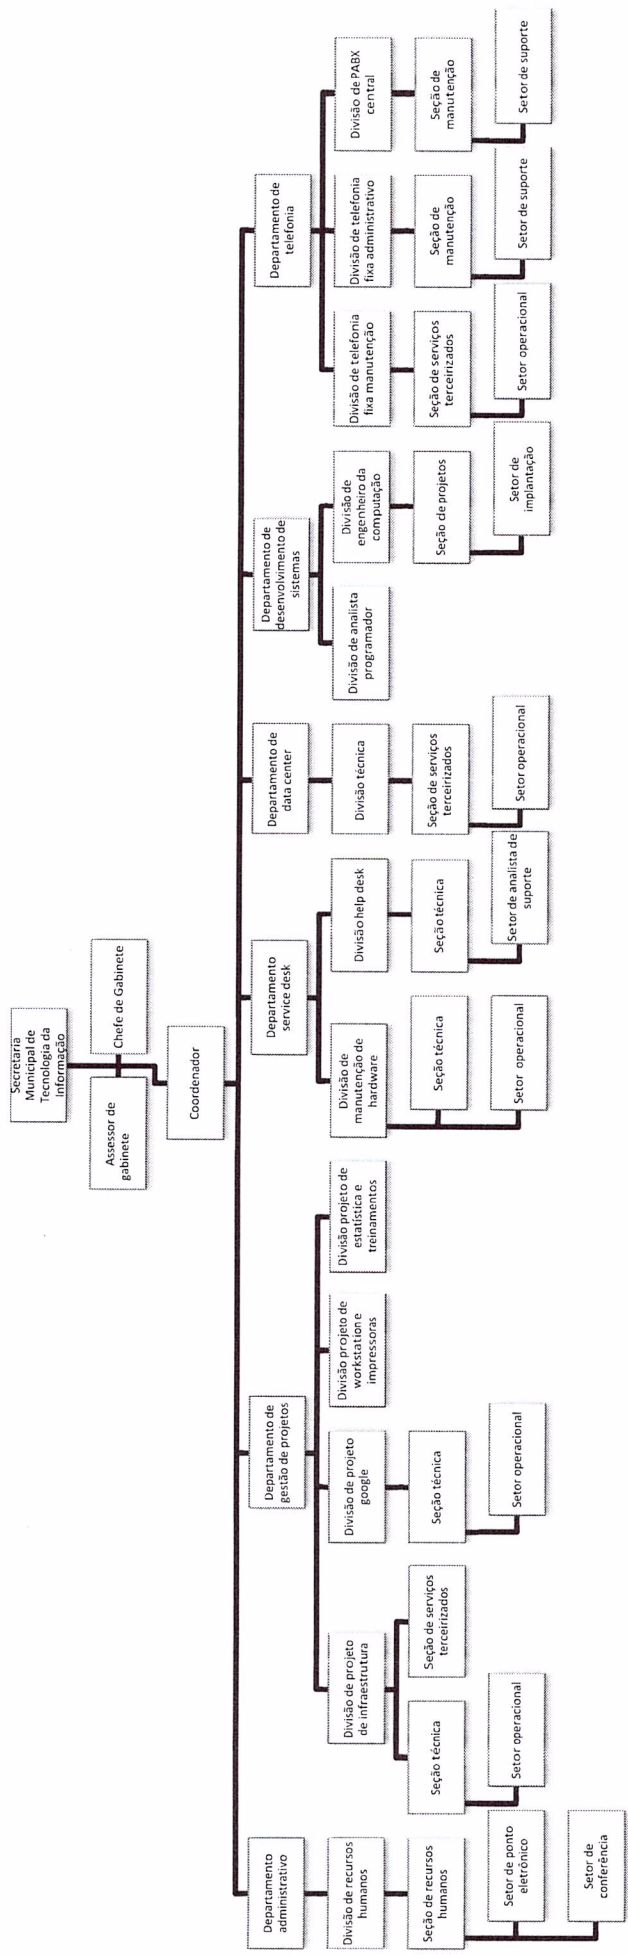 Secretaria
Municipal de
Tecnologia da
Informação
Assessor de
gabinete
Chefe de Gabinete
Coordenador
Departamento
administrativo
Divisão de recursos
humanos
Seção de recursos
humanos
Setor de ponto
eletrônico
Setor de
conferência
Departamento de
gestão de projetos
Divisão de projeto
de infraestrutura
Seção técnica
Setor operacional
Seção de serviços
terceirizados
Divisão de projeto
google
Seção técnica
Setor operacional
Divisão projeto de
workstation e
impressoras
Divisão projeto de
estatística e
treinamentos
Departamento
service desk
Divisão de
manutenção de
hardware
Seção técnica
Setor operacional
Divisão help desk
Seção técnica
Setor de analista de
suporte
Departamento de
data center
Divisão técnica
Seção de serviços
terceirizados
Setor operacional
Departamento de
desenvolvimento de
sistemas
Divisão de analista
programador
Divisão de
engenheiro da
computação
Seção de projetos
Setor de
implantação
Departamento de
telefonia
Divisão de telefonia
fixa manutenção
Seção de serviços
terceirizados
Setor operacional
Divisão de telefonia
fixa administrativo
Seção de
manutenção
Setor de suporte
Divisão de PABX
central
Seção de
manutenção
Setor de suporte